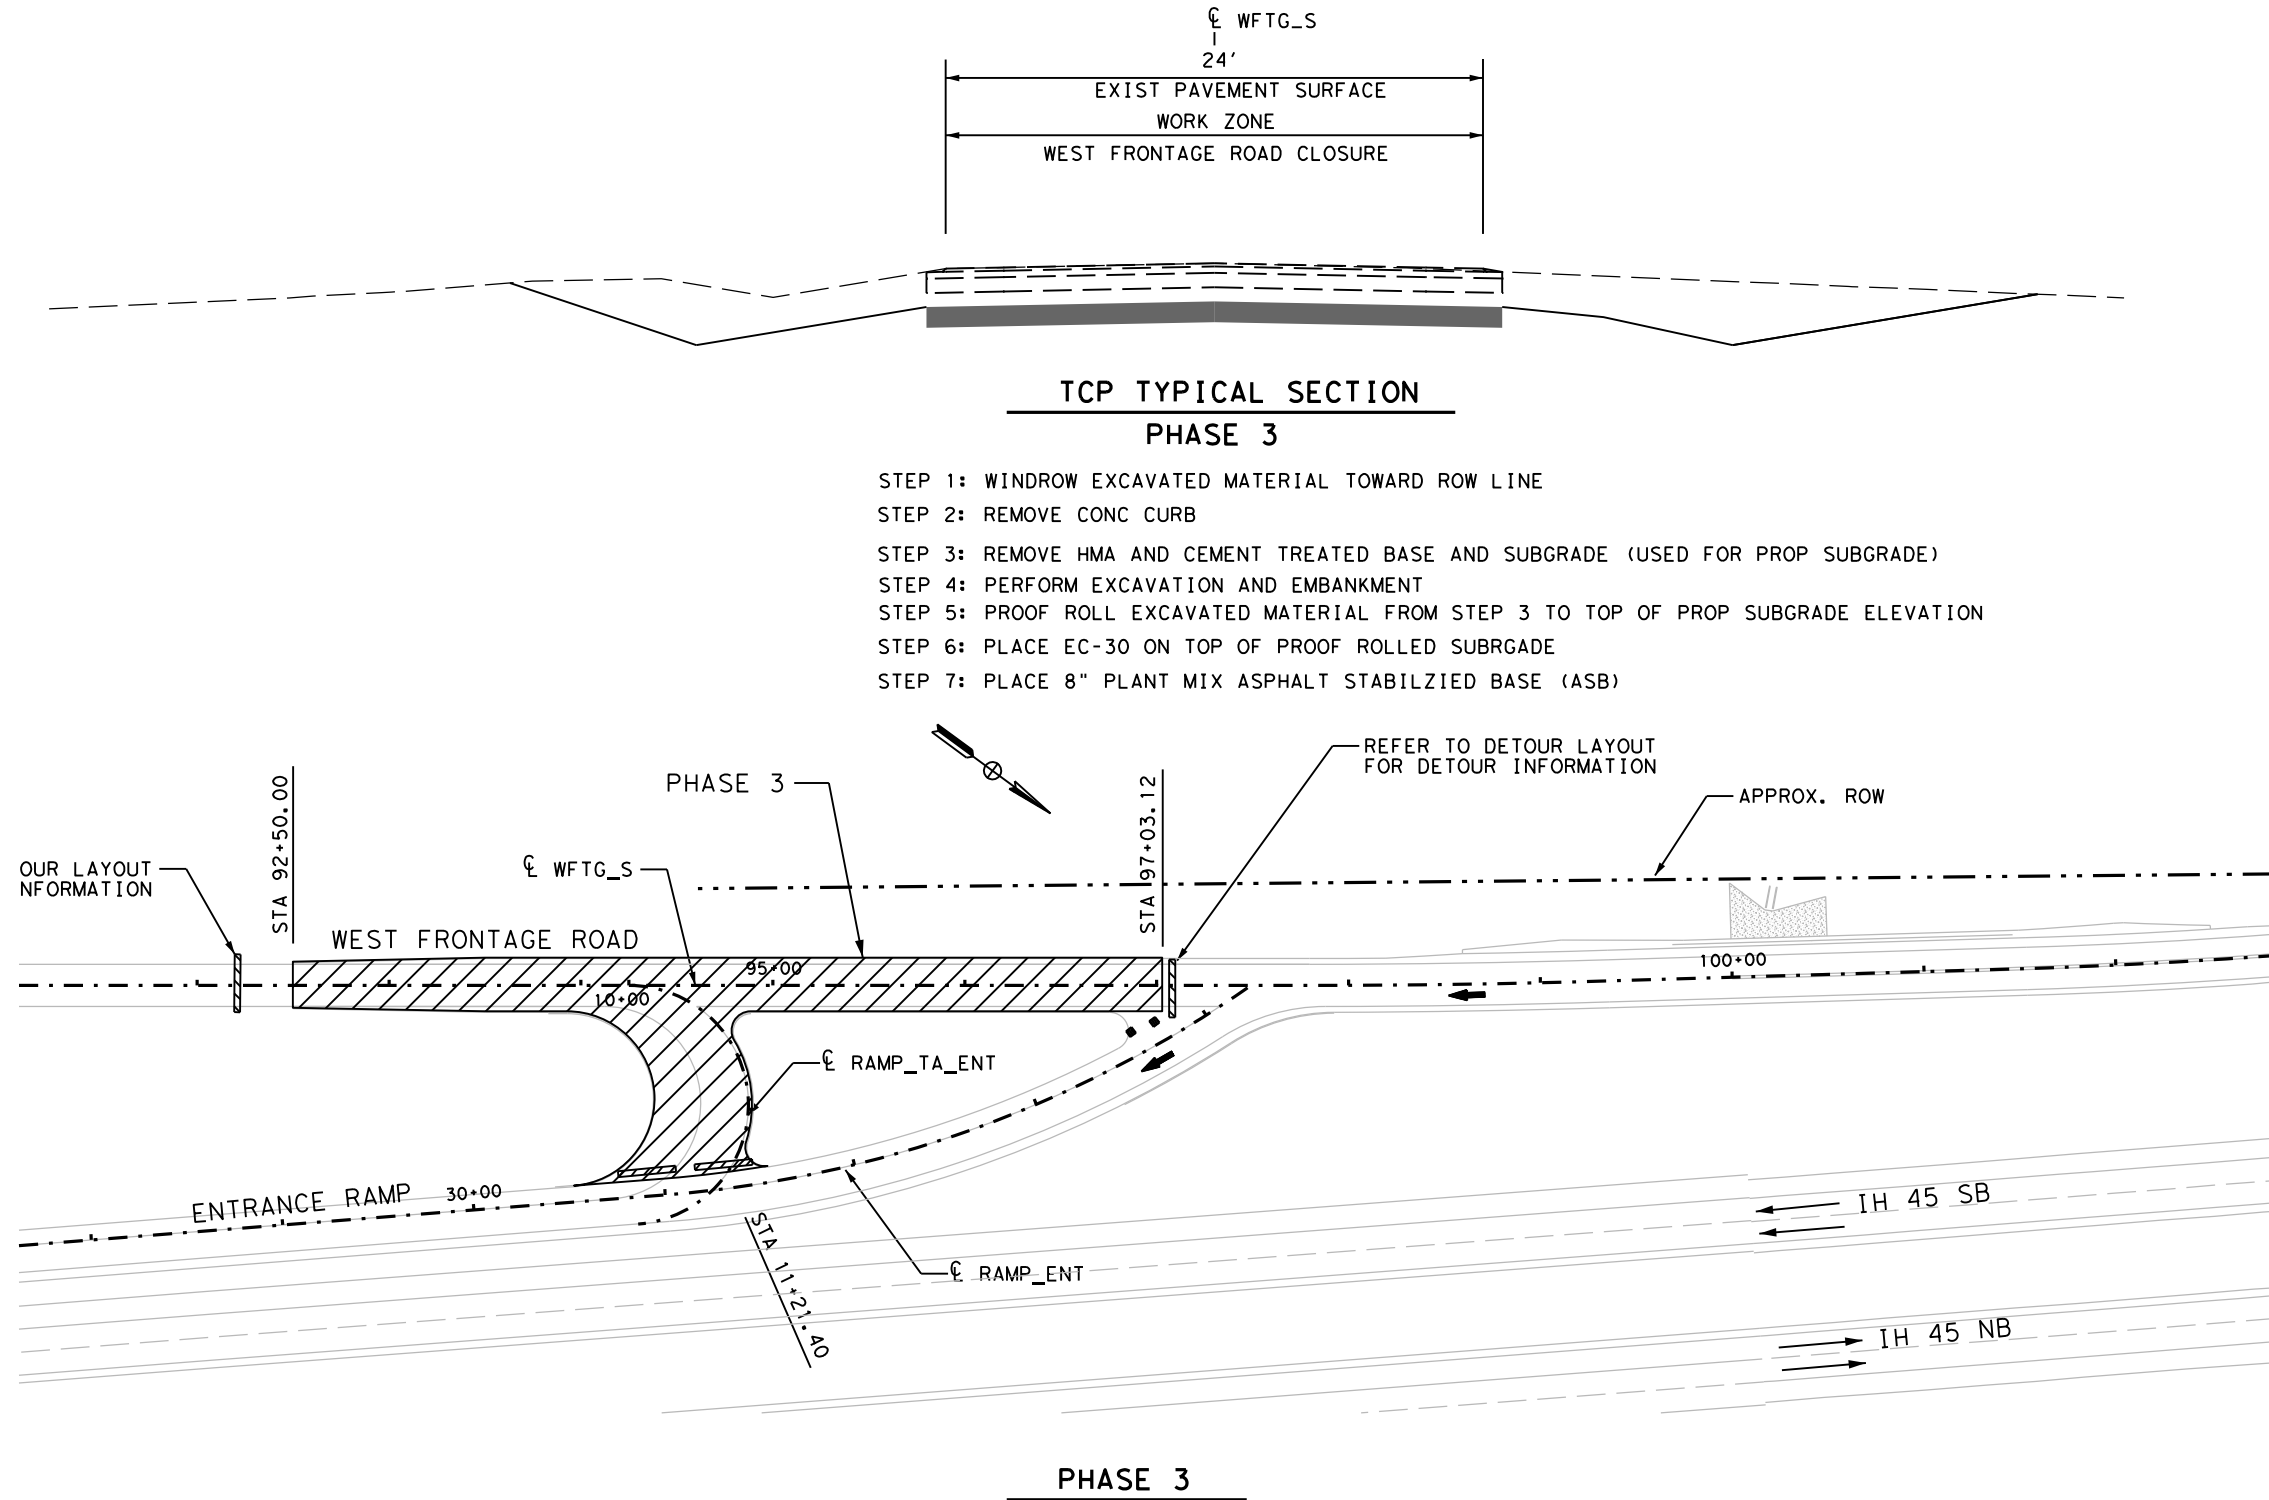 ℄ WFTG_S
24'
EXIST PAVEMENT SURFACE
WORK ZONE
WEST FRONTAGE ROAD CLOSURE
TCP TYPICAL SECTION
PHASE 3
STEP 1: WINDROW EXCAVATED MATERIAL TOWARD ROW LINE
STEP 2: REMOVE CONC CURB
STEP 3: REMOVE HMA AND CEMENT TREATED BASE AND SUBGRADE (USED FOR PROP SUBGRADE)
STEP 4: PERFORM EXCAVATION AND EMBANKMENT
STEP 5: PROOF ROLL EXCAVATED MATERIAL FROM STEP 3 TO TOP OF PROP SUBGRADE ELEVATION
STEP 6: PLACE EC-30 ON TOP OF PROOF ROLLED SUBRGADE
STEP 7: PLACE 8" PLANT MIX ASPHALT STABILZIED BASE (ASB)
REFER TO DETOUR LAYOUT
FOR DETOUR INFORMATION
PHASE 3
APPROX. ROW
STA 92+50.00
STA 97+03.12
OUR LAYOUT
NFORMATION
℄ WFTG_S
WEST FRONTAGE ROAD
95+00
100+00
10+00
℄ RAMP_TA_ENT
ENTRANCE RAMP
30+00
IH 45 SB
STA 11+21.40
℄ RAMP_ENT
IH 45 NB
PHASE 3